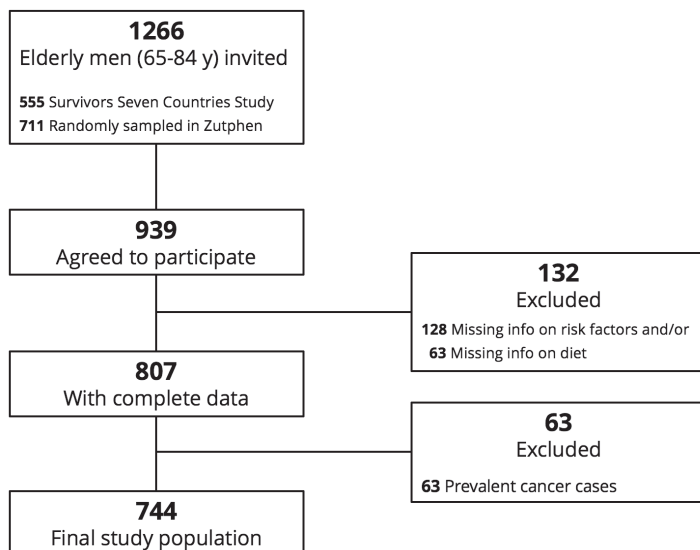 1266
Elderly men (65-84 y) invited
555 Survivors Seven Countries Study
711 Randomly sampled in Zutphen
939
Agreed to participate
132
Excluded
128 Missing info on risk factors and/or
63 Missing info on diet
807
With complete data
63
Excluded
63 Prevalent cancer cases
744
Final study population